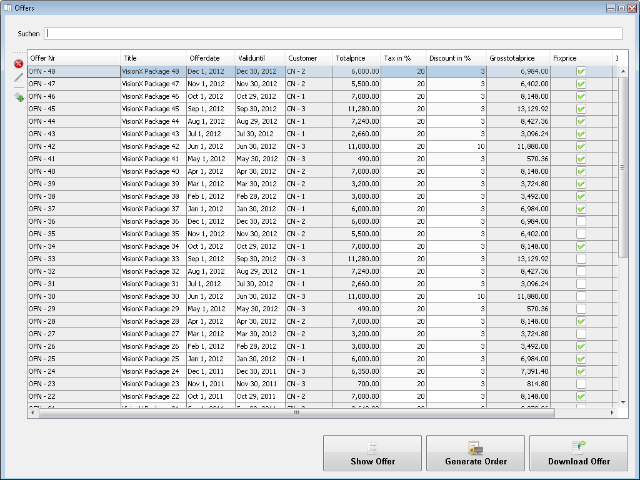 Offers
Suchen
Offer Nr Title Offerdate Validuntil Customer Totalprice Tax in % Discount in % Grosstotalprice Fixprice
OFN - 48 VisionX Package 48 Dec 1, 2012 Dec 30, 2012 CN - 2 6,000.00 20 3 6,984.00
OFN - 47 VisionX Package 47 Nov 1, 2012 Nov 30, 2012 CN - 2 5,500.00 20 3 6,402.00
OFN - 46 VisionX Package 46 Oct 1, 2012 Oct 29, 2012 CN - 1 7,000.00 20 3 8,148.00
OFN - 45 VisionX Package 45 Sep 1, 2012 Sep 30, 2012 CN - 3 11,280.00 20 3 13,129.92
OFN - 44 VisionX Package 44 Aug 1, 2012 Aug 29, 2012 CN - 1 7,240.00 20 3 8,427.36
OFN - 43 VisionX Package 43 Jul 1, 2012 Jul 30, 2012 CN - 1 2,660.00 20 3 3,096.24
OFN - 42 VisionX Package 42 Jun 1, 2012 Jun 30, 2012 CN - 3 11,000.00 20 10 11,880.00
OFN - 41 VisionX Package 41 May 1, 2012 May 30, 2012 CN - 3 490.00 20 3 570.36
OFN - 40 VisionX Package 40 Apr 1, 2012 Apr 30, 2012 CN - 2 7,000.00 20 3 8,148.00
OFN - 39 VisionX Package 39 Mar 1, 2012 Mar 30, 2012 CN - 2 3,200.00 20 3 3,724.80
OFN - 38 VisionX Package 38 Feb 1, 2012 Feb 28, 2012 CN - 1 3,000.00 20 3 3,492.00
OFN - 37 VisionX Package 37 Jan 1, 2012 Jan 30, 2012 CN - 1 6,000.00 20 3 6,984.00
OFN - 36 VisionX Package 36 Dec 1, 2012 Dec 30, 2012 CN - 2 6,000.00 20 3 6,984.00
OFN - 35 VisionX Package 35 Nov 1, 2012 Nov 30, 2012 CN - 2 5,500.00 20 3 6,402.00
OFN - 34 VisionX Package 34 Oct 1, 2012 Oct 29, 2012 CN - 1 7,000.00 20 3 8,148.00
OFN - 33 VisionX Package 33 Sep 1, 2012 Sep 30, 2012 CN - 3 11,280.00 20 3 13,129.92
OFN - 32 VisionX Package 32 Aug 1, 2012 Aug 29, 2012 CN - 1 7,240.00 20 3 8,427.36
OFN - 31 VisionX Package 31 Jul 1, 2012 Jul 30, 2012 CN - 1 2,660.00 20 3 3,096.24
OFN - 30 VisionX Package 30 Jun 1, 2012 Jun 30, 2012 CN - 3 11,000.00 20 10 11,880.00
OFN - 29 VisionX Package 29 May 1, 2012 May 30, 2012 CN - 3 490.00 20 3 570.36
OFN - 28 VisionX Package 28 Apr 1, 2012 Apr 30, 2012 CN - 2 7,000.00 20 3 8,148.00
OFN - 27 VisionX Package 27 Mar 1, 2012 Mar 30, 2012 CN - 2 3,200.00 20 3 3,724.80
OFN - 26 VisionX Package 26 Feb 1, 2012 Feb 28, 2012 CN - 1 3,000.00 20 3 3,492.00
OFN - 25 VisionX Package 25 Jan 1, 2012 Jan 30, 2012 CN - 1 6,000.00 20 3 6,984.00
OFN - 24 VisionX Package 24 Dec 1, 2011 Dec 30, 2011 CN - 3 6,350.00 20 3 7,391.40
OFN - 23 VisionX Package 23 Nov 1, 2011 Nov 30, 2011 CN - 3 700.00 20 3 814.80
OFN - 22 VisionX Package 22 Oct 1, 2011 Oct 29, 2011 CN - 2 7,000.00 20 3 8,148.00
Show Offer Generate Order Download Offer